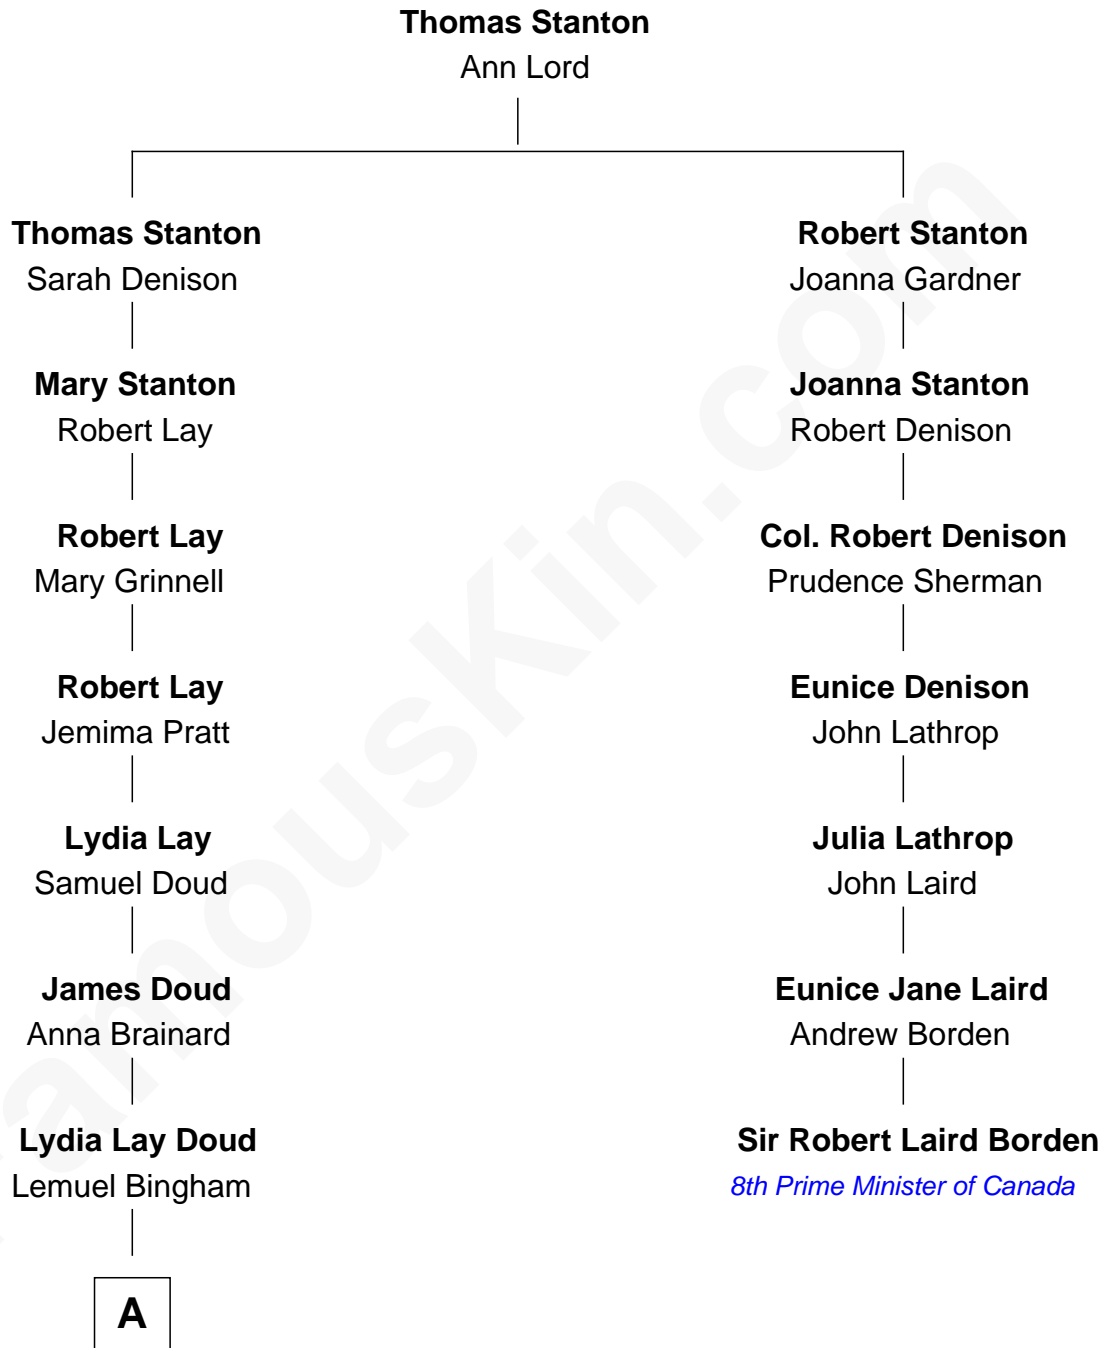 Thomas Stanton
Ann Lord
Thomas Stanton
Sarah Denison
Robert Stanton
Joanna Gardner
Mary Stanton
Robert Lay
Joanna Stanton
Robert Denison
Robert Lay
Mary Grinnell
Col. Robert Denison
Prudence Sherman
Robert Lay
Jemima Pratt
Eunice Denison
John Lathrop
Lydia Lay
Samuel Doud
Julia Lathrop
John Laird
James Doud
Anna Brainard
Eunice Jane Laird
Andrew Borden
Lydia Lay Doud
Lemuel Bingham
Sir Robert Laird Borden
8th Prime Minister of Canada
A
FamousKin.com